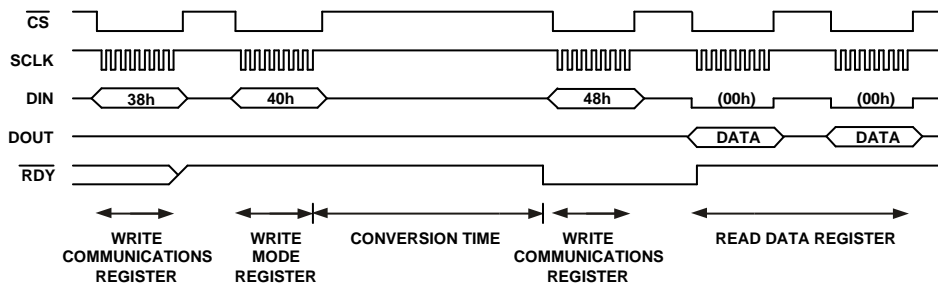 CS
SCLK
DIN 38h 40h 48h (00h) (00h)
DOUT DATA DATA
RDY
WRITE COMMUNICATIONS REGISTER
WRITE MODE REGISTER
CONVERSION TIME
WRITE COMMUNICATIONS REGISTER
READ DATA REGISTER